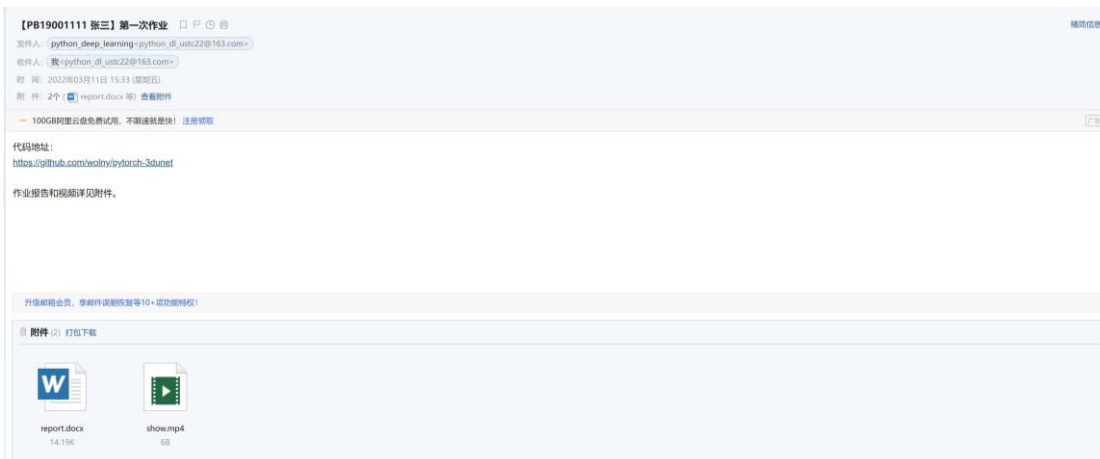 【PB19001111 张三】第一次作业
精简信息
发件人： python_deep_learning<python_dl_ustc22@163.com>
收件人： 我<python_dl_ustc22@163.com>
时 间： 2022年03月11日 15:33 (星期五)
附 件： 2个 ( report.docx 等) 查看附件
100GB阿里云盘免费试用，不限速就是快！ 注册领取
代码地址：
https://github.com/wolny/pytorch-3dunet
作业报告和视频详见附件。
升级邮箱会员，享邮件误删恢复等10+项功能特权！
附件 (2) 打包下载
W
report.docx
show.mp4
14.19K
6B